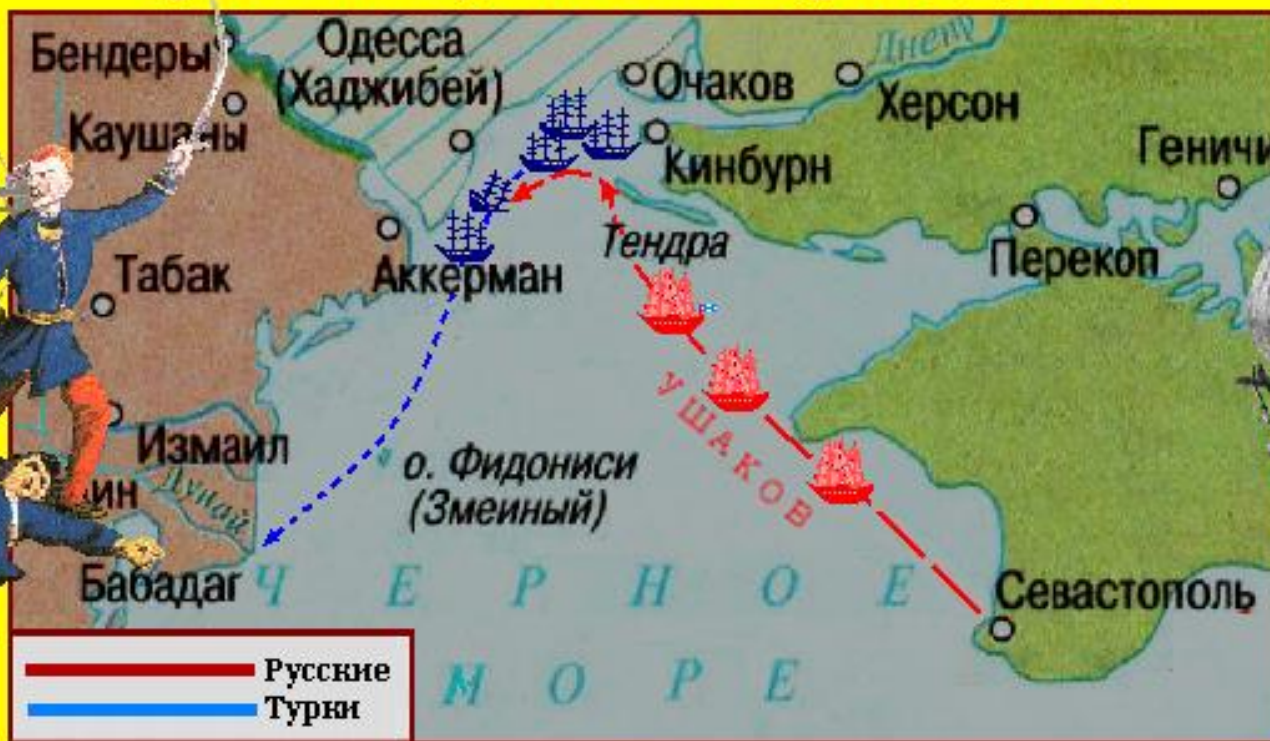 Бендеры
Одесса
(Хаджибей)
Очаков
Днепр
Херсон
Каушаны
Кинбурн
Геничи
Тендра
Перекоп
Табак
Аккерман
УШАКОВ
Измаил
о. Фидониси
(Змеиный)
Дунай
ин
Бабадаг
ЧЕРНОЕ
МОРЕ
Севастополь
Русские
Турки